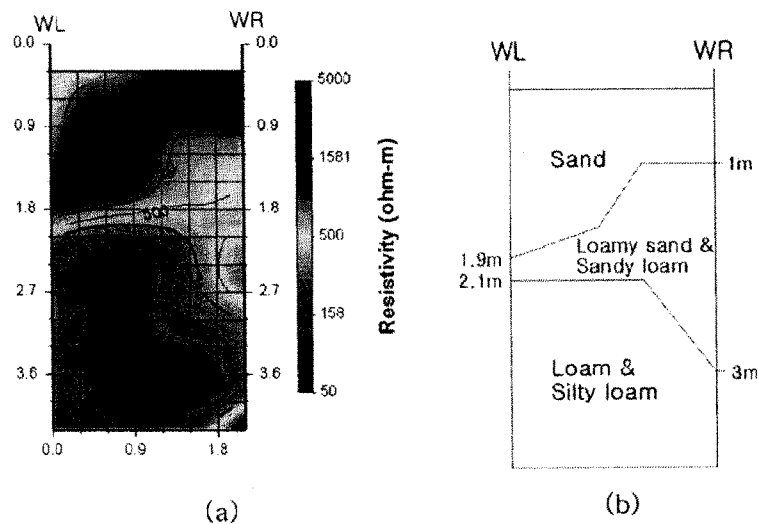 WL WR
0.0 0.0
0.9 0.9
1.8 1.8
2.7 2.7
3.6 3.6
0.0 0.9 1.8
500
5000
1581
500
158
50
Resistivity (ohm-m)
(a)
WL WR
Sand
1m
Loamy sand &
Sandy loam
1.9m
2.1m
Loam &
Silty loam
3m
(b)